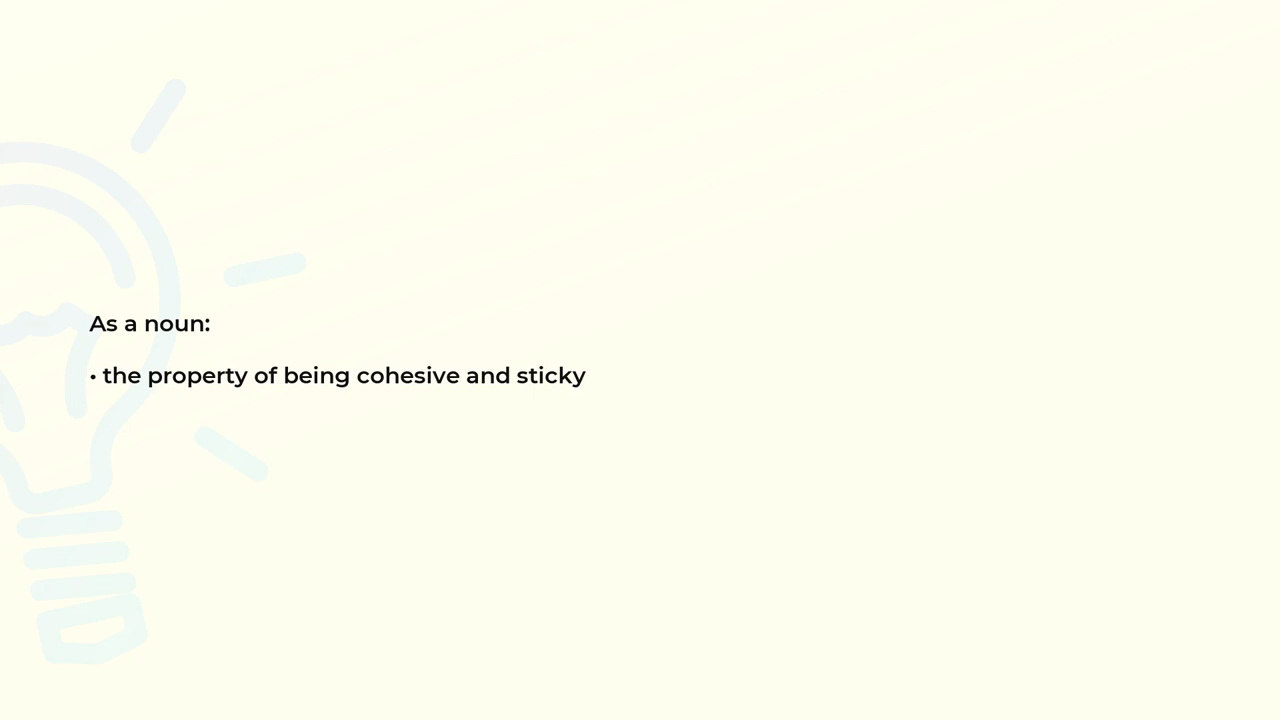 As a noun:
• the property of being cohesive and sticky